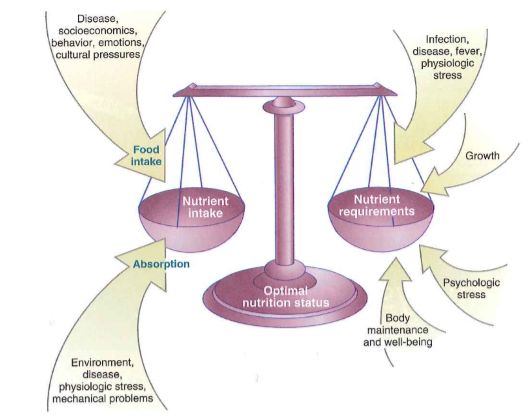 Disease,
socioeconomics,
behavior, emotions,
cultural pressures
Food
intake
Nutrient
intake
Absorption
Environment,
disease,
physiologic stress,
mechanical problems
Optimal
nutrition status
Infection,
disease, fever,
physiologic
stress
Growth
Nutrient
requirements
Psychologic
stress
Body
maintenance
and well-being